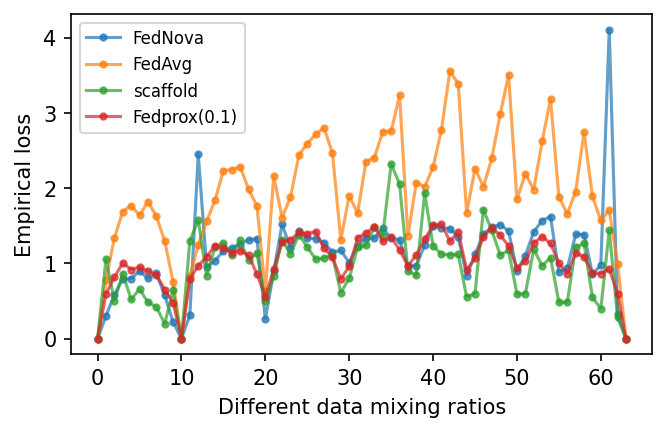 FedNova
FedAvg
scaffold
Fedprox(0.1)
4
3
2
1
0
Empirical loss
0 10 20 30 40 50 60
Different data mixing ratios